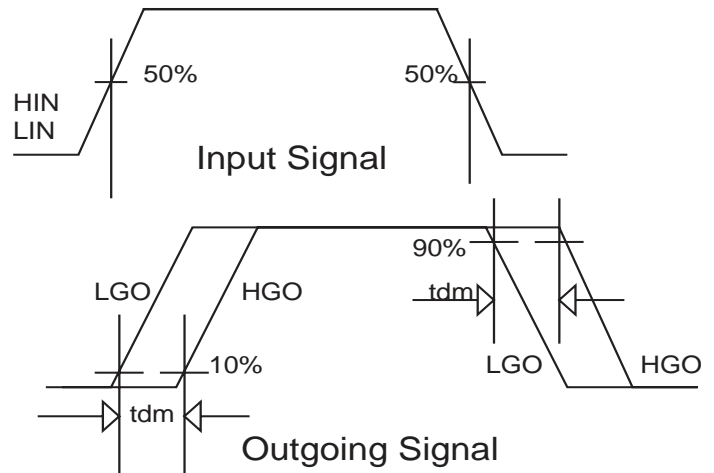 50%
50%
HIN
LIN
Input Signal
90%
LGO
HGO
tdm
10%
LGO
HGO
tdm
Outgoing Signal